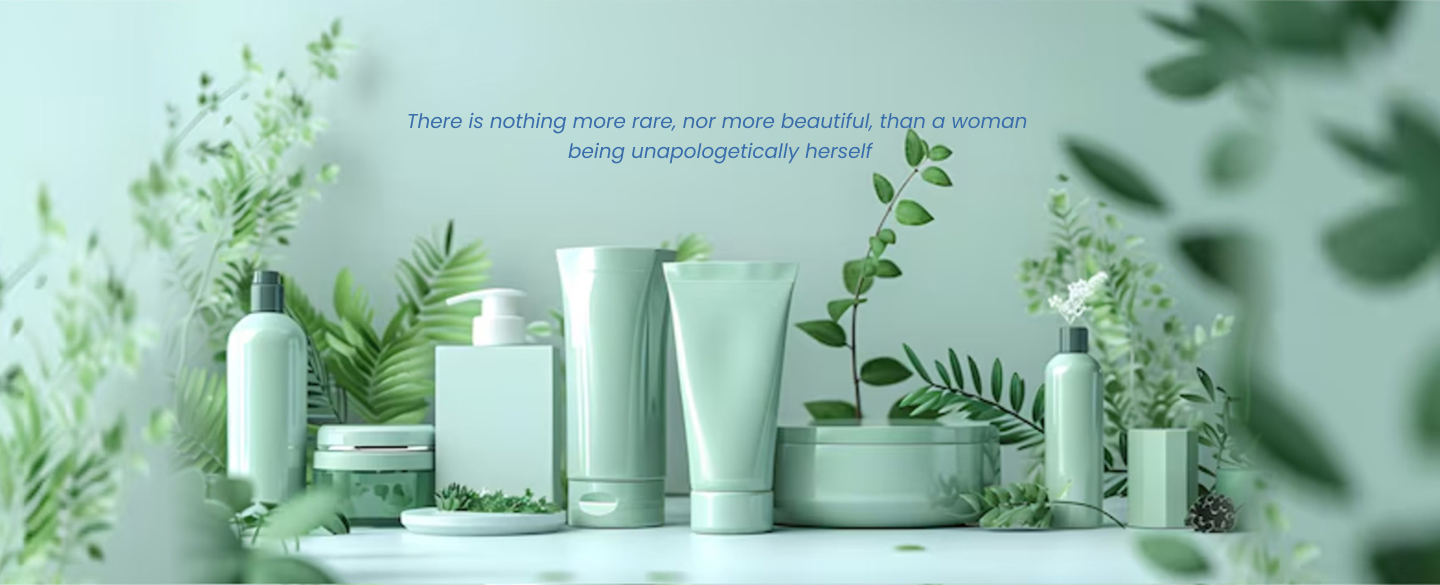 There is nothing more rare, nor more beautiful, than a woman
being unapologetically herself